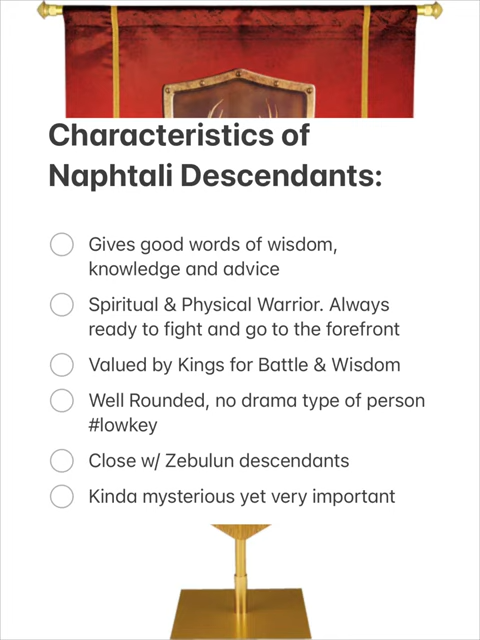 Characteristics of
Naphtali Descendants:
Gives good words of wisdom,
knowledge and advice
Spiritual & Physical Warrior. Always
ready to fight and go to the forefront
Valued by Kings for Battle & Wisdom
Well Rounded, no drama type of person
#lowkey
Close w/ Zebulun descendants
Kinda mysterious yet very important